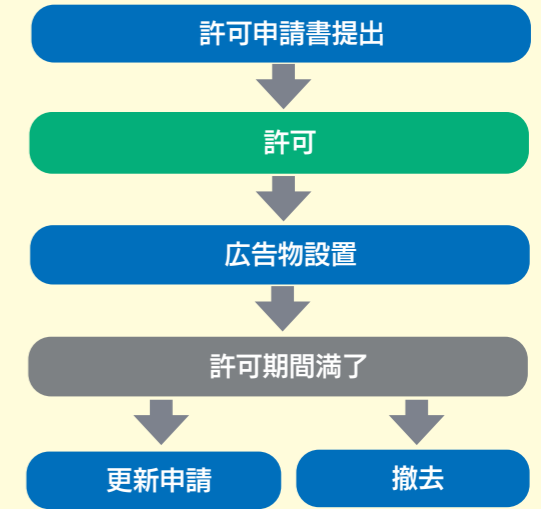 許可申請書提出
許可
広告物設置
許可期間満了
更新申請
撤去